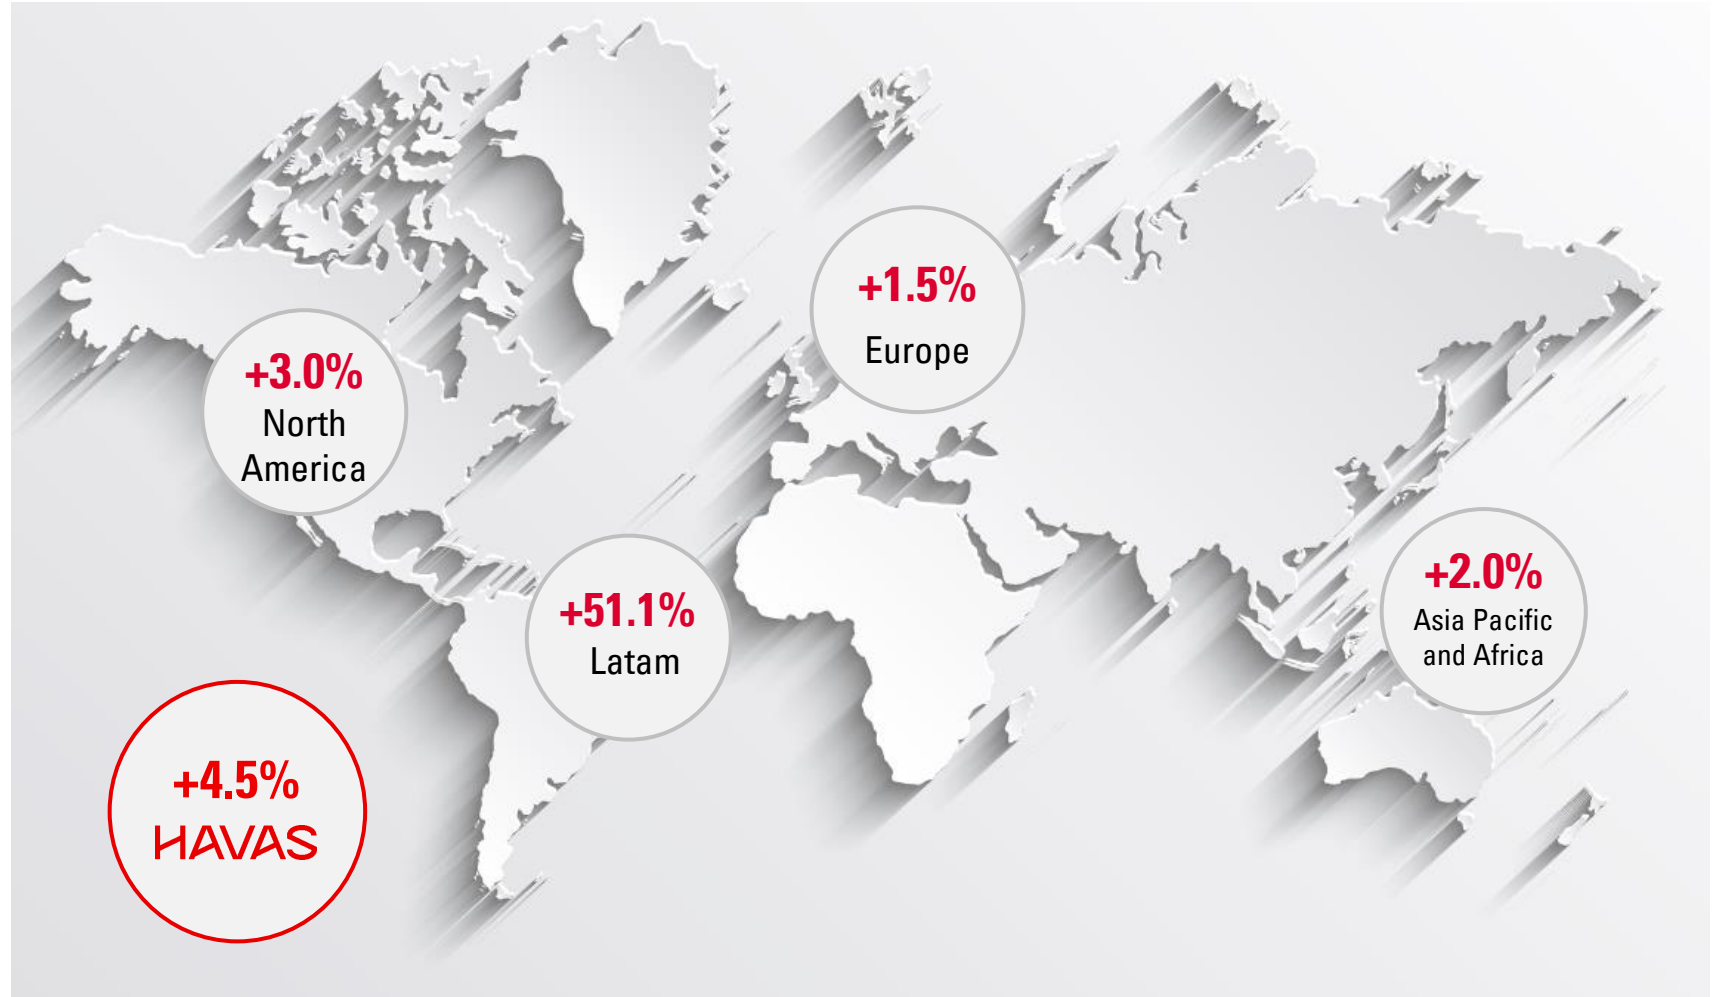 +1.5%
Europe
+3.0%
North
America
+51.1%
Latam
+2.0%
Asia Pacific
and Africa
+4.5%
HAVAS